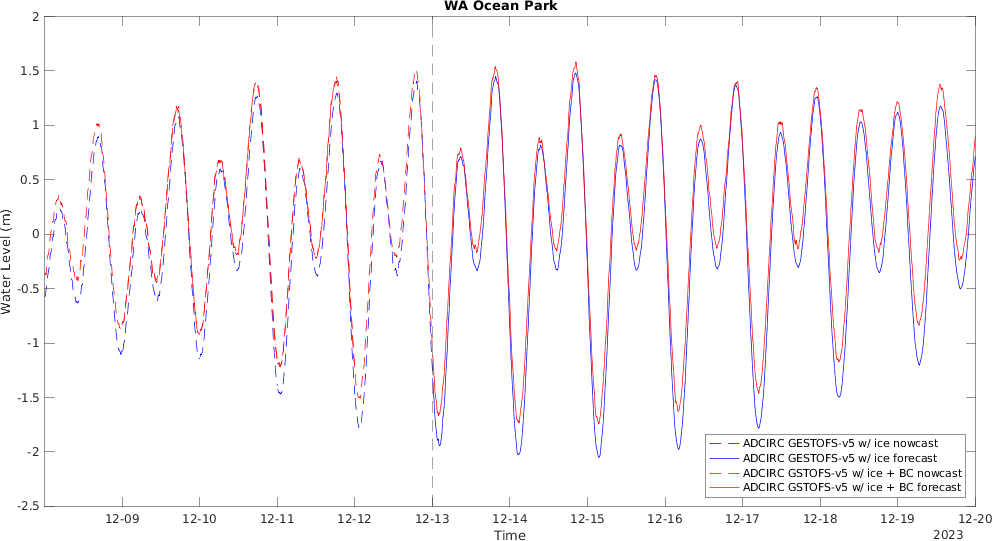 WA Ocean Park
2
1.5
1
0.5
0
-0.5
-1
-1.5
-2
-2.5
Water Level (m)
12-09 12-10 12-11 12-12 12-13 12-14 12-15 12-16 12-17 12-18 12-19 12-20
Time
2023
ADCIRC GESTOFS-v5 w/ ice nowcast
ADCIRC GESTOFS-v5 w/ ice forecast
ADCIRC GSTOFS-v5 w/ ice + BC nowcast
ADCIRC GSTOFS-v5 w/ ice + BC forecast